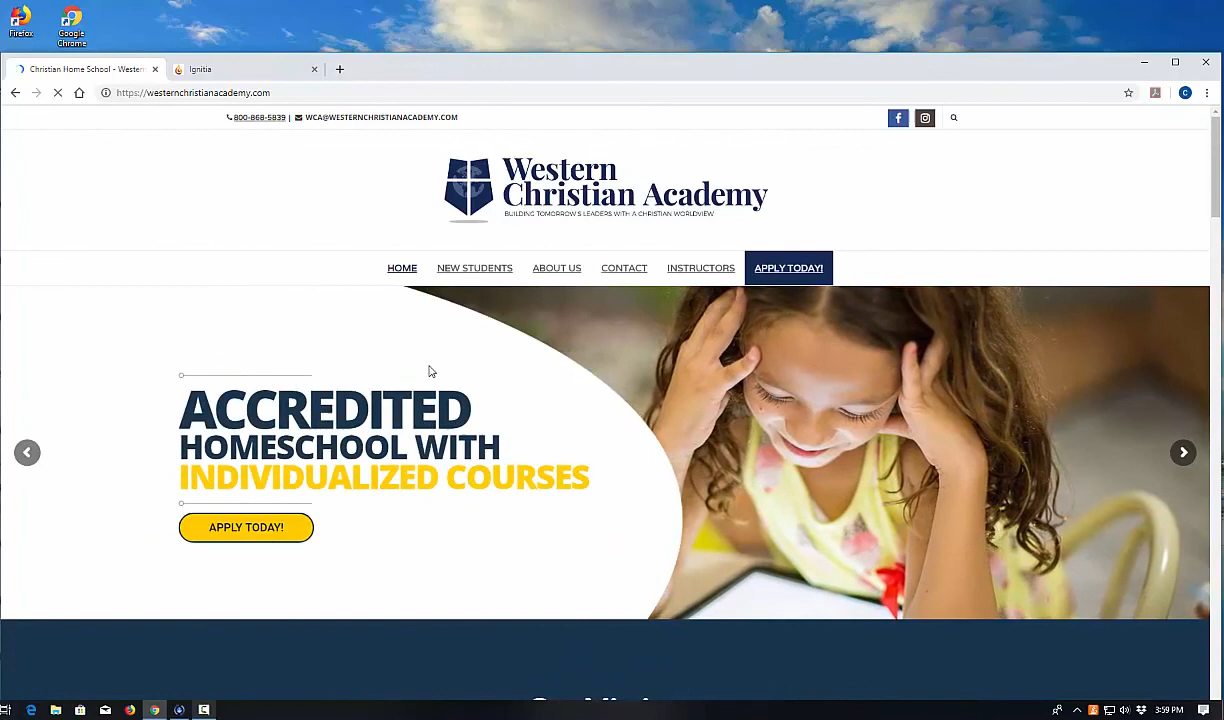 Firefox
Google
Chrome
Christian Home School - Wester
Ignitia
https://westernchristianacademy.com
800-868-5839 | WCA@WESTERNCHRISTIANACADEMY.COM
Western
Christian Academy
BUILDING TOMORROW'S LEADERS WITH A CHRISTIAN WORLDVIEW
HOME NEW STUDENTS ABOUT US CONTACT INSTRUCTORS APPLY TODAY!
ACCREDITED
HOMESCHOOL WITH
INDIVIDUALIZED COURSES
APPLY TODAY!
3:59 PM